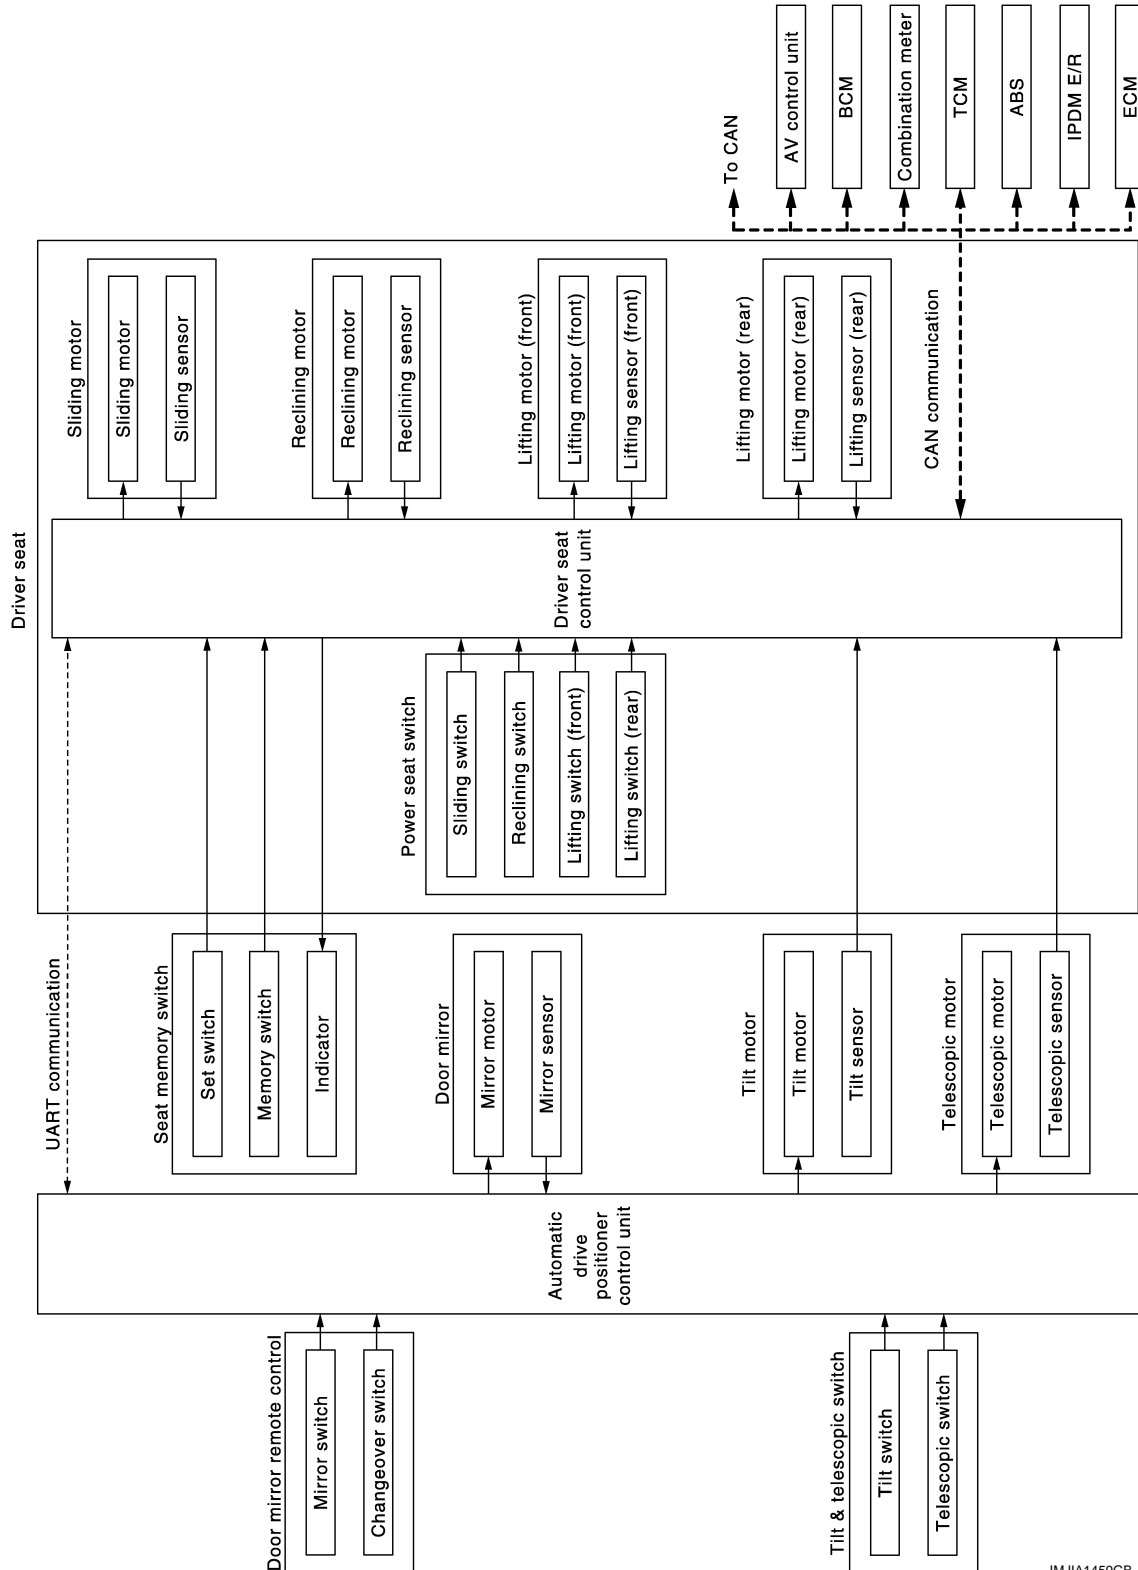 Door mirror remote control
Mirror switch
Changeover switch
Tilt & telescopic switch
Tilt switch
Telescopic switch
Automatic
drive
positioner
control unit
UART communication
Seat memory switch
Set switch
Memory switch
Indicator
Door mirror
Mirror motor
Mirror sensor
Tilt motor
Tilt motor
Tilt sensor
Telescopic motor
Telescopic motor
Telescopic sensor
Driver seat
Power seat switch
Sliding switch
Reclining switch
Lifting switch (front)
Lifting switch (rear)
Driver seat
control unit
Sliding motor
Sliding motor
Sliding sensor
Reclining motor
Reclining motor
Reclining sensor
Lifting motor (front)
Lifting motor (front)
Lifting sensor (front)
Lifting motor (rear)
Lifting motor (rear)
Lifting sensor (rear)
CAN communication
To CAN
AV control unit
BCM
Combination meter
TCM
ABS
IPDM E/R
ECM